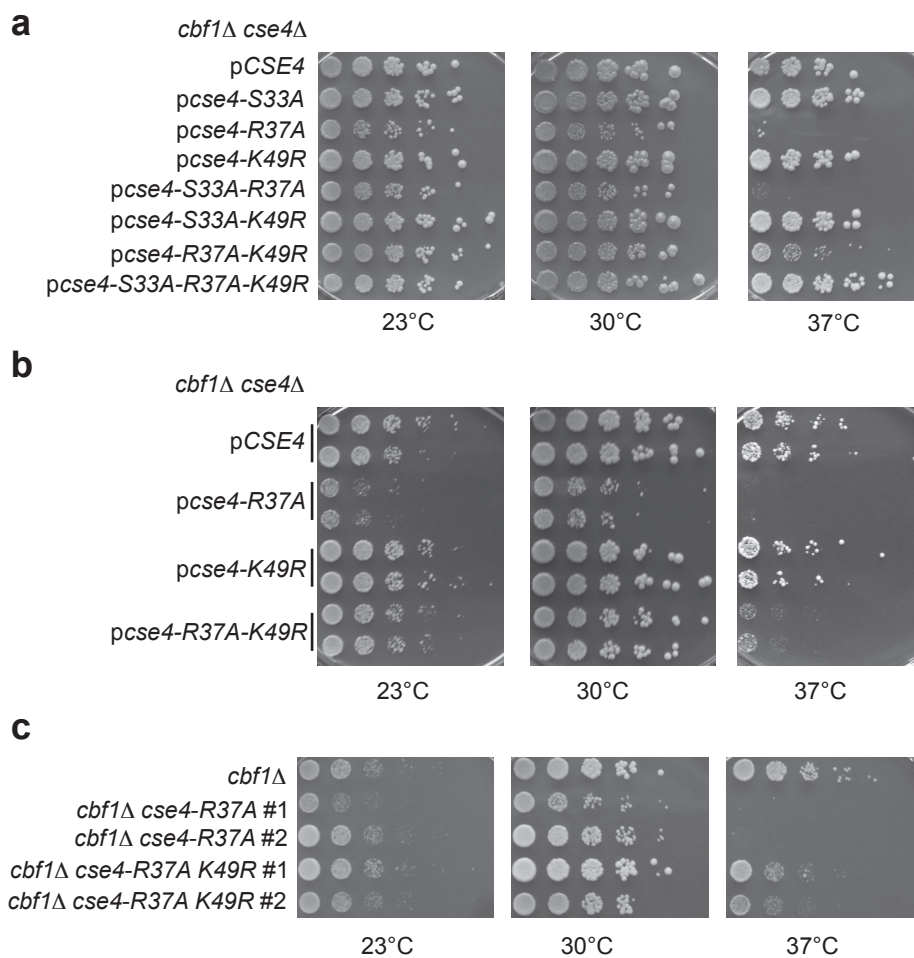 a
cbf1Δ cse4Δ
pCSE4
pcse4-S33A
pcse4-R37A
pcse4-K49R
pcse4-S33A-R37A
pcse4-S33A-K49R
pcse4-R37A-K49R
pcse4-S33A-R37A-K49R
23°C 30°C 37°C
b
cbf1Δ cse4Δ
pCSE4
pcse4-R37A
pcse4-K49R
pcse4-R37A-K49R
23°C 30°C 37°C
c
cbf1Δ
cbf1Δ cse4-R37A #1
cbf1Δ cse4-R37A #2
cbf1Δ cse4-R37A K49R #1
cbf1Δ cse4-R37A K49R #2
23°C 30°C 37°C